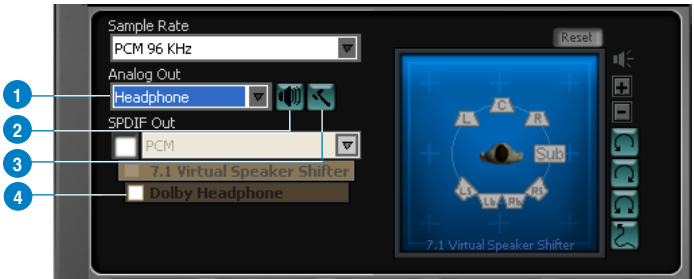 Sample Rate
PCM 96 KHz
Analog Out
1
Headphone
2
SPDIF Out
PCM
3
7.1 Virtual Speaker Shifter
4
Dolby Headphone
Reset
C
L
R
Sub
Ls
Lb
Rb
Rs
7.1 Virtual Speaker Shifter